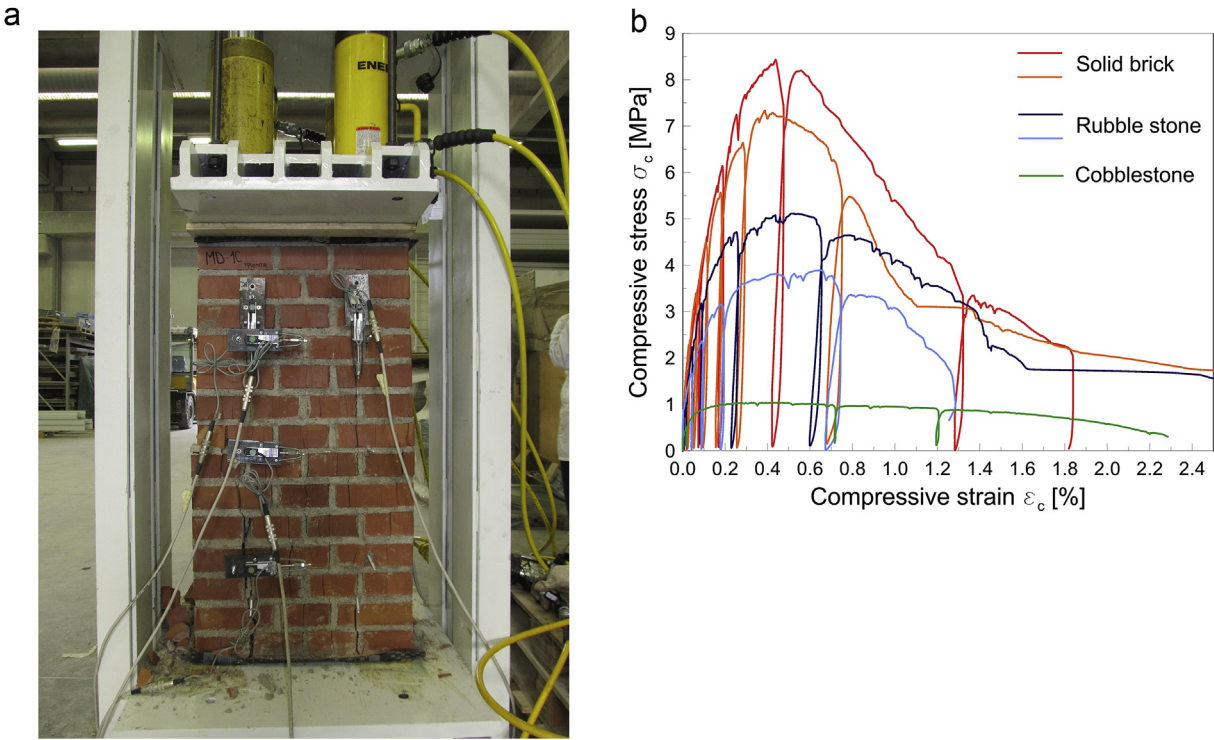 a
ENE
MD-1C
b
Compressive stress σc [MPa]
9
8
7
6
5
4
3
2
1
0
Solid brick
Rubble stone
Cobblestone
0.0 0.2 0.4 0.6 0.8 1.0 1.2 1.4 1.6 1.8 2.0 2.2 2.4
Compressive strain εc [%]